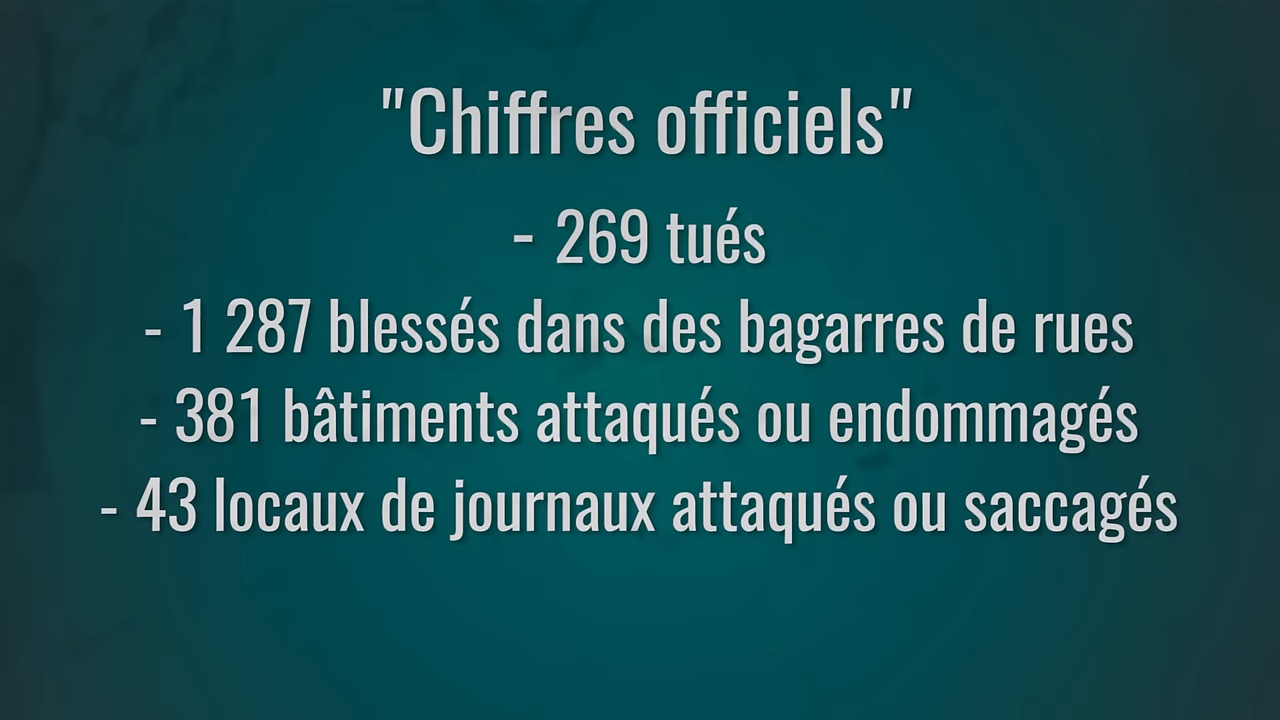 "Chiffres officiels"
- 269 tués
- 1 287 blessés dans des bagarres de rues
- 381 bâtiments attaqués ou endommagés
- 43 locaux de journaux attaqués ou saccagés